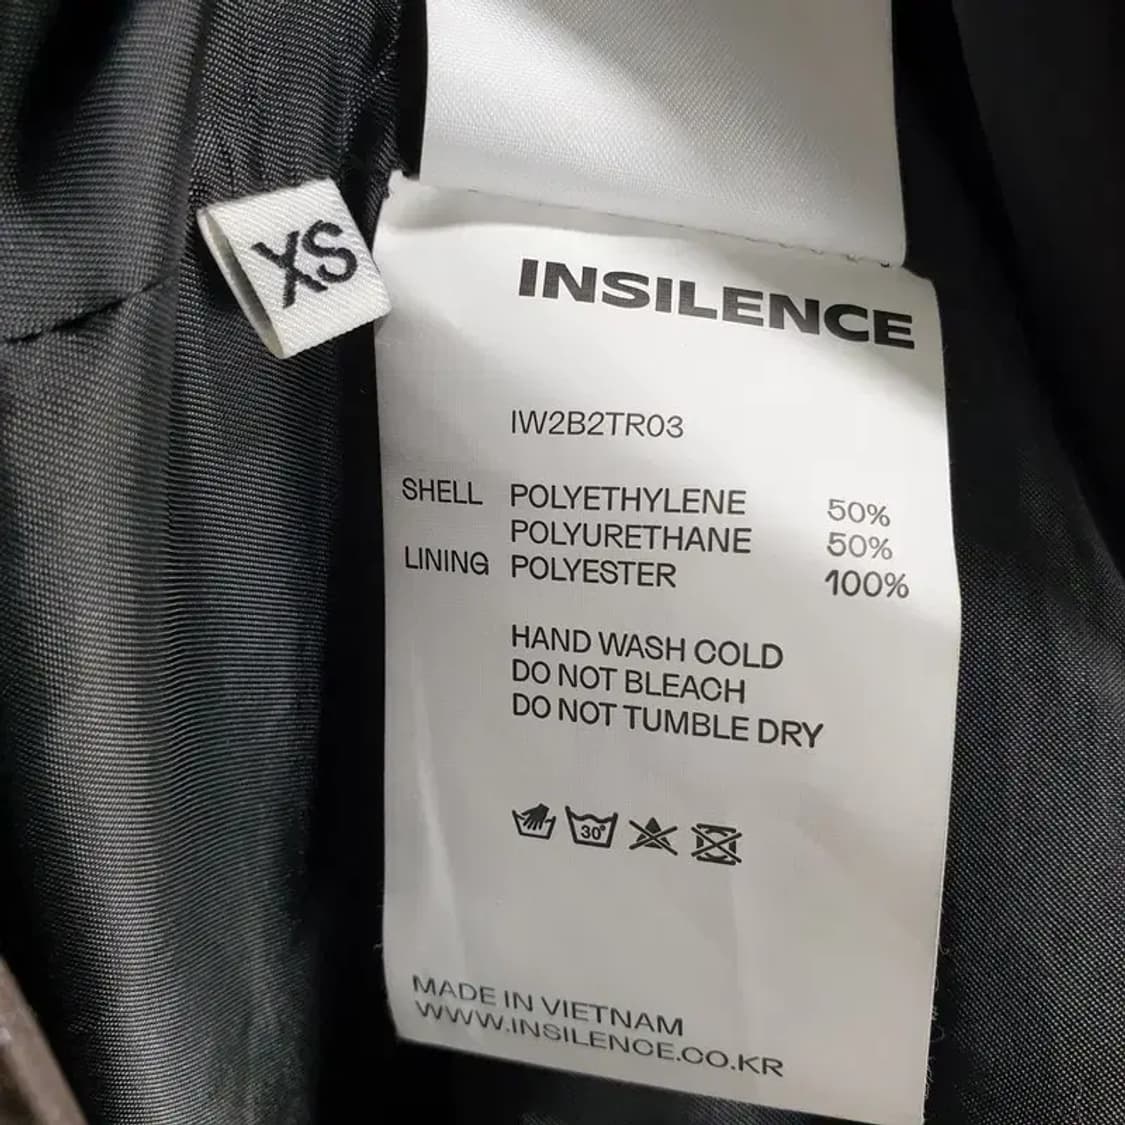 XS
INSILENCE
IW2B2TR03
SHELL POLYETHYLENE 50%
POLYURETHANE 50%
LINING POLYESTER 100%
HAND WASH COLD
DO NOT BLEACH
DO NOT TUMBLE DRY
30°
MADE IN VIETNAM
WWW.INSILENCE.CO.KR